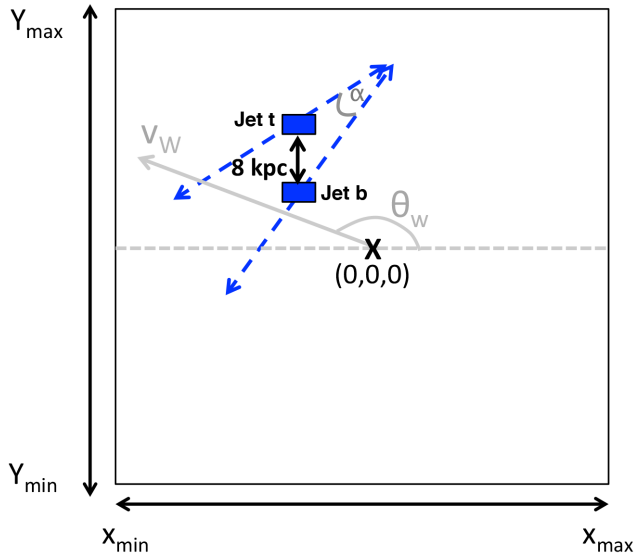 Ymax
Jet t
α
vW
8 kpc
Jet b
θw
X
(0,0,0)
Ymin
xmin
xmax